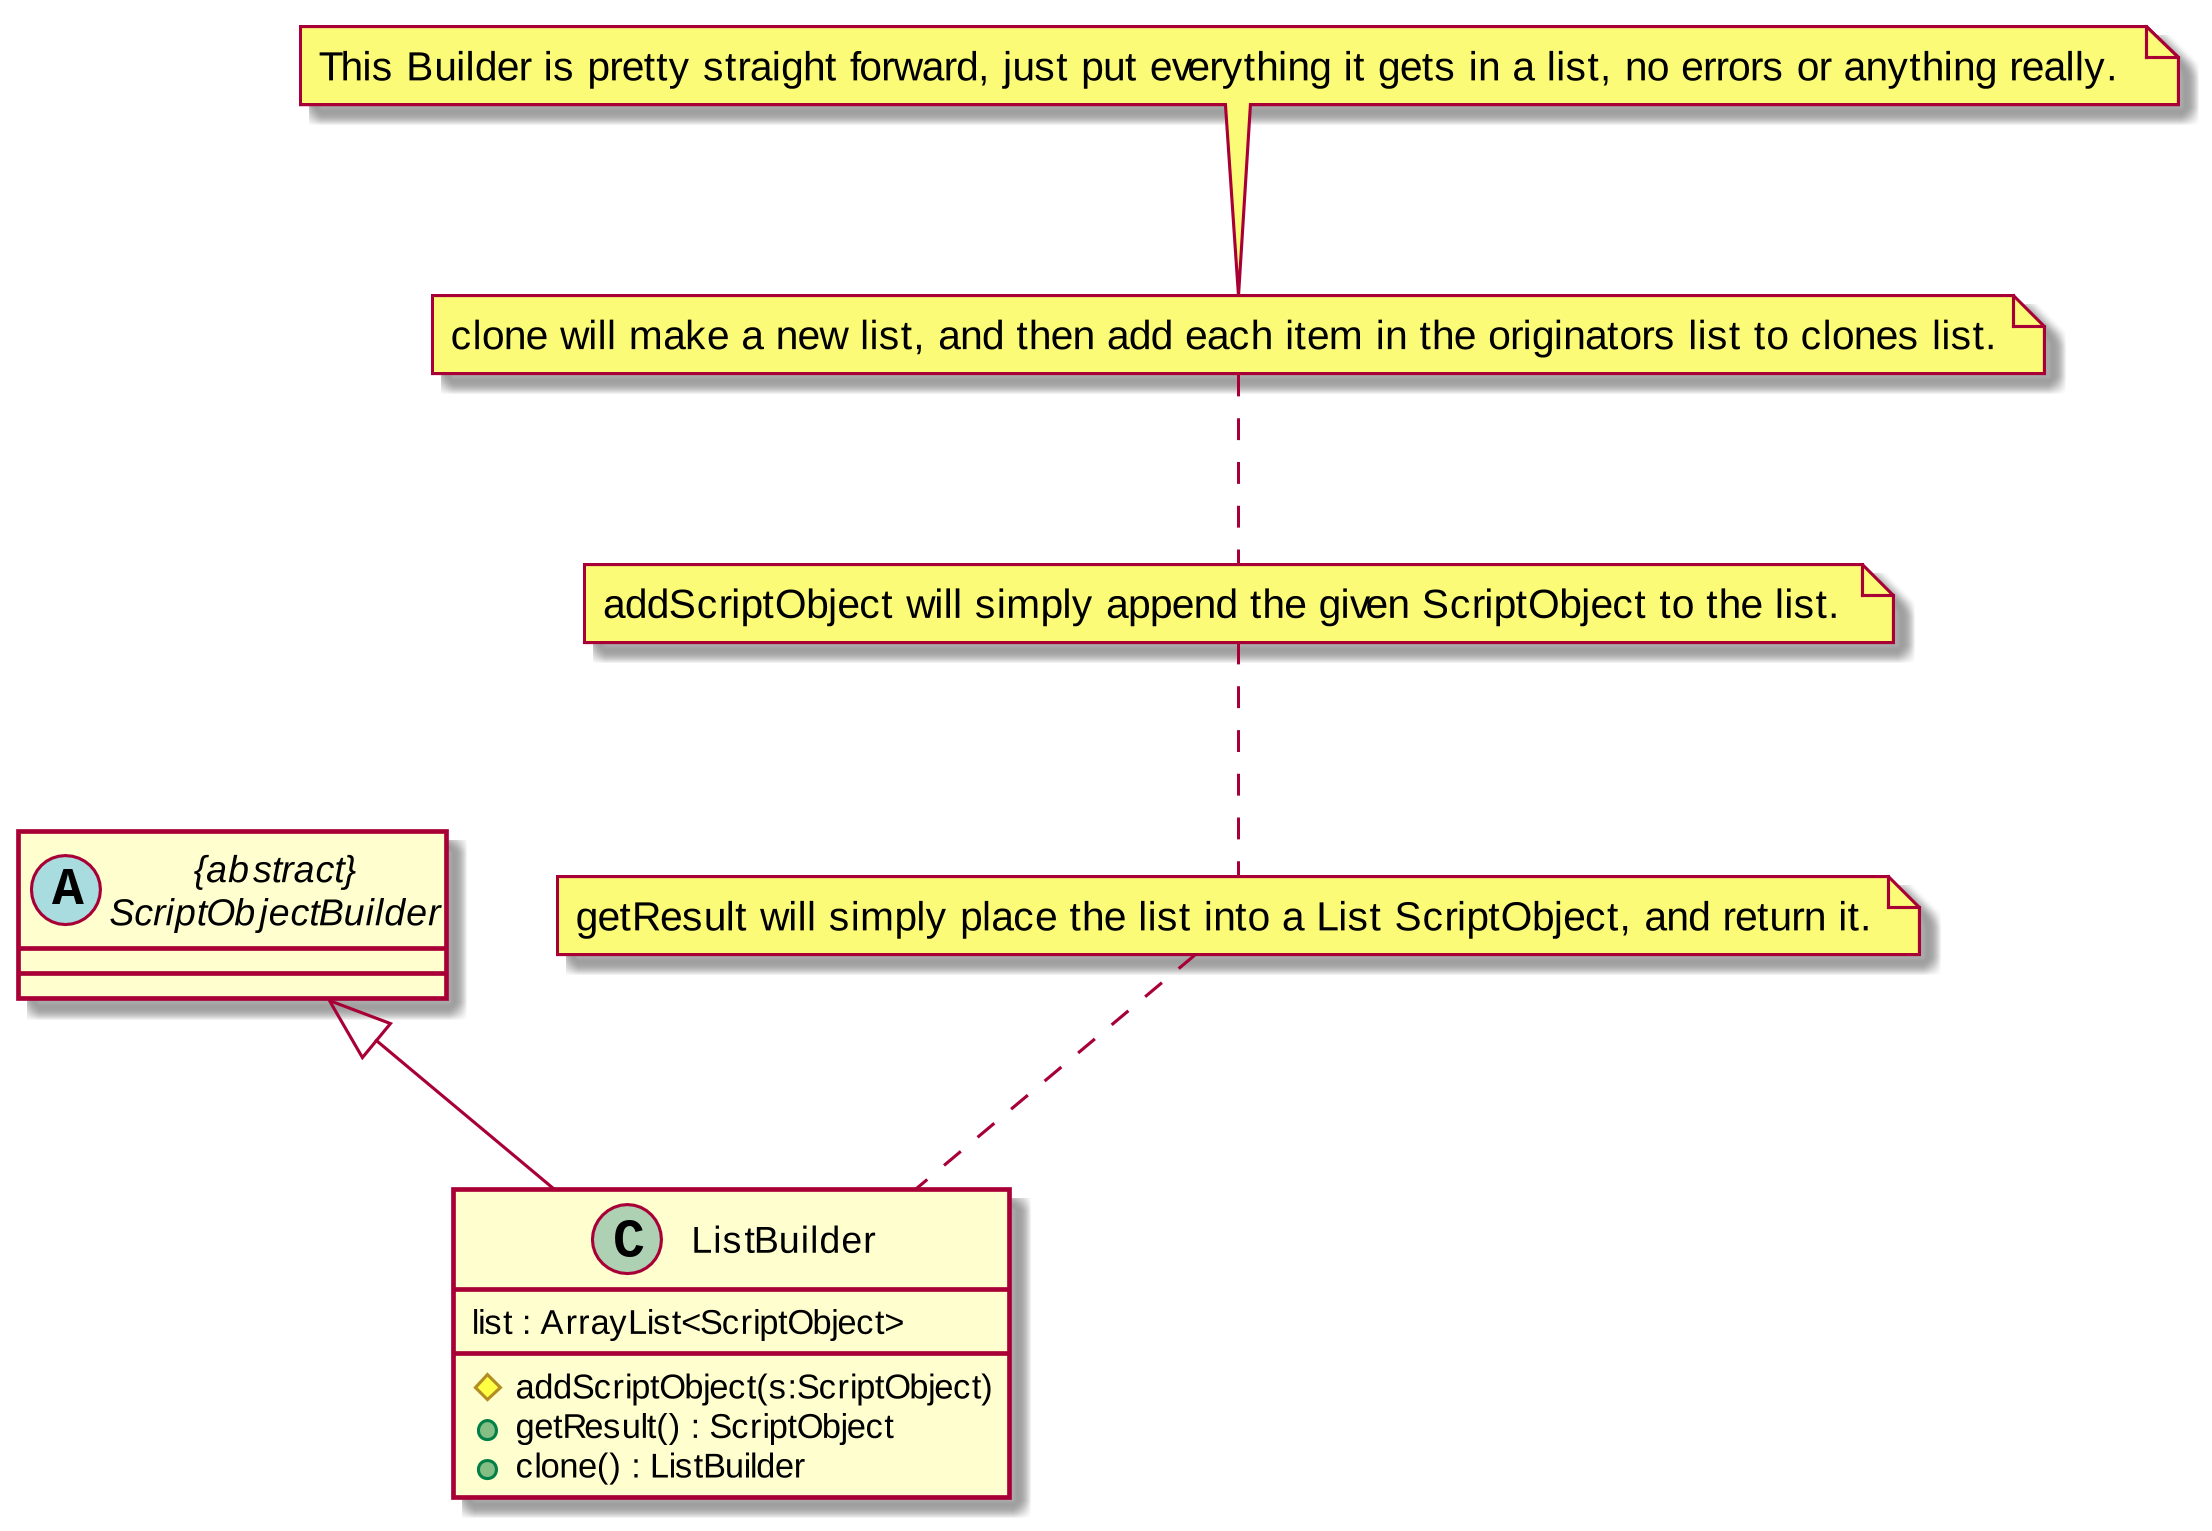 This Builder is pretty straight forward, just put everything it gets in a list, no errors or anything really.
clone will make a new list, and then add each item in the originators list to clones list.
addScriptObject will simply append the given ScriptObject to the list.
A
{abstract}
ScriptObjectBuilder
getResult will simply place the list into a List ScriptObject, and return it.
C
ListBuilder
list : ArrayList<ScriptObject>
addScriptObject(s:ScriptObject)
getResult() : ScriptObject
clone() : ListBuilder